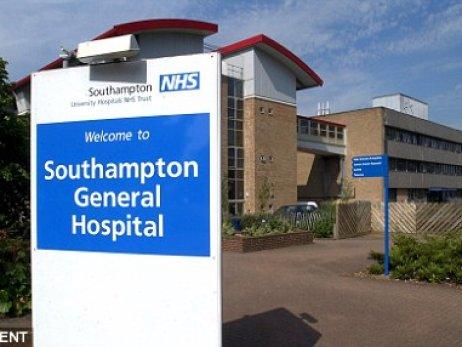 Southampton NHS
University Hospitals NHS Trust
Welcome to
Southampton
General
Hospital
ENT